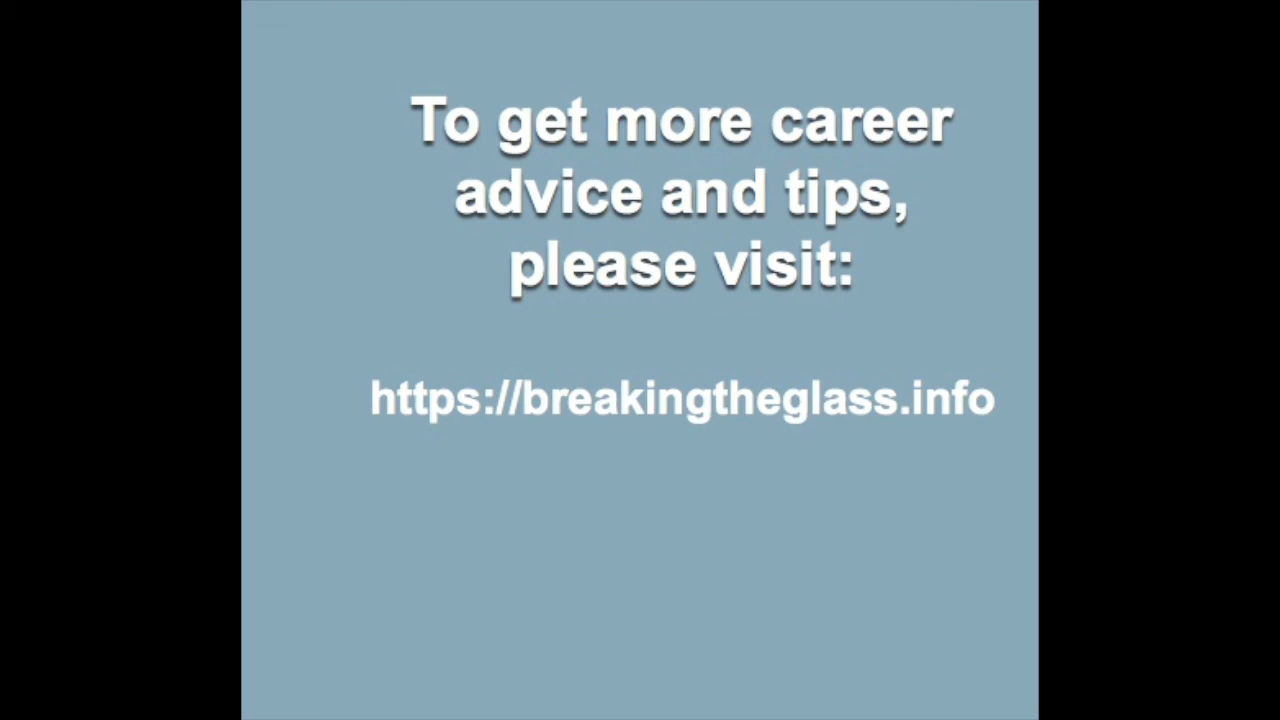 To get more career
advice and tips,
please visit:
https://breakingtheglass.info